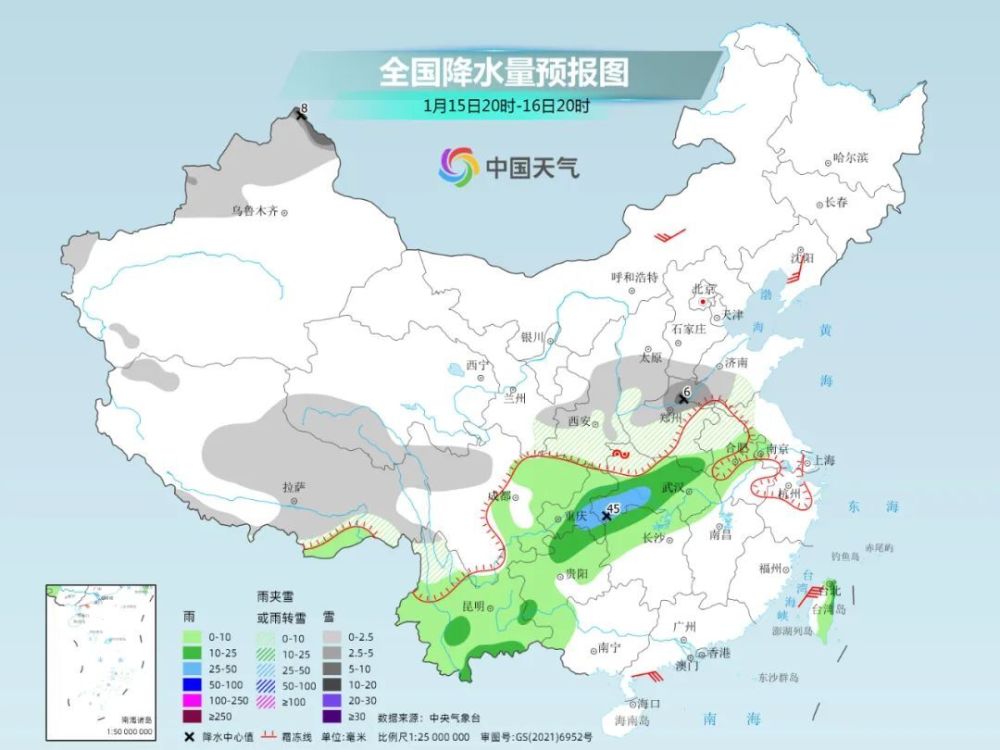 全国降水量预报图
1月15日20时-16日20时
中国天气
8
哈尔滨
长春
乌鲁木齐
沈阳
呼和浩特
北京
天津
渤
海
石家庄
黄
海
银川
太原
济南
西宁
兰州
6
郑州
西安
合肥
南京
上海
拉萨
成都
武汉
杭州
重庆
45
东 海
南昌
长沙
钓鱼岛
赤尾屿
贵阳
福州
台
湾
海
峡
台北
台湾岛
昆明
澎湖列岛
广州
南宁
香港
澳门
东沙群岛
海口
海南岛
南 海
南海诸岛
1:50 000 000
雨
雨夹雪
或雨转雪
雪
0-10 0-10 0-2.5
10-25 10-25 2.5-5
25-50 25-50 5-10
50-100 50-100 10-20
100-250 ≥100 20-30
≥250 ≥30
数据来源：中央气象台
降水中心值 霜冻线 单位:毫米 比例尺1:25 000 000 审图号:GS(2021)6952号